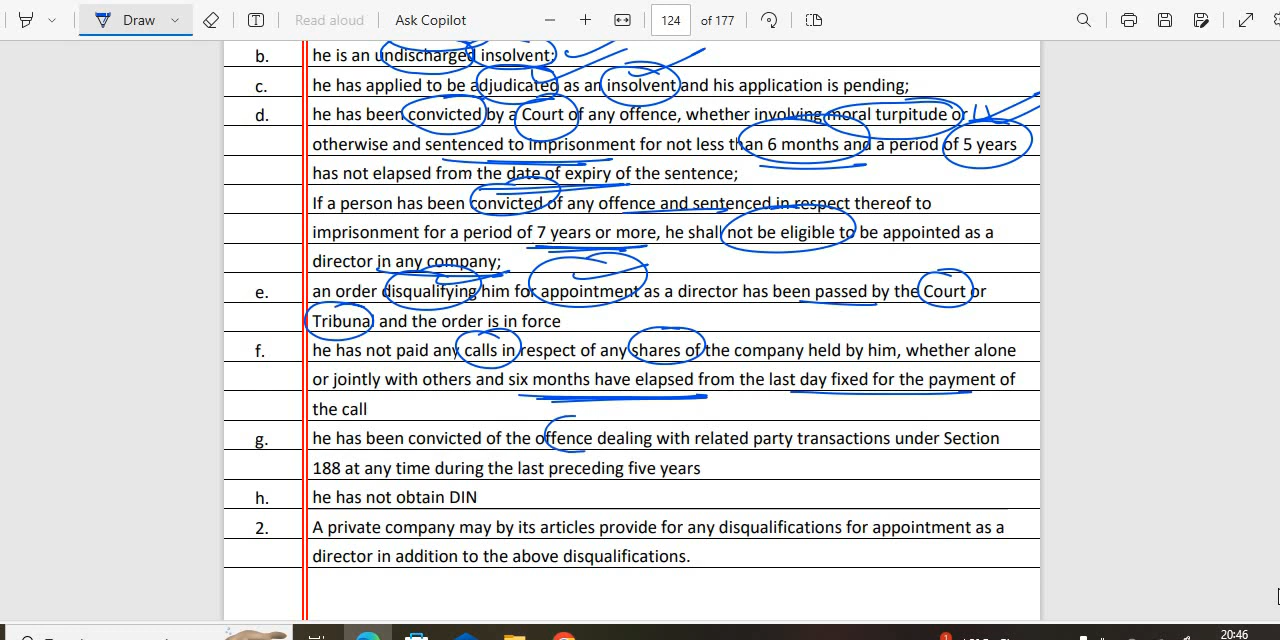 Draw
Read aloud
Ask Copilot
124
of 177
b.
he is an undischarged insolvent;
c.
he has applied to be adjudicated as an insolvent and his application is pending;
d.
he has been convicted by a Court of any offence, whether involving moral turpitude or
otherwise and sentenced to imprisonment for not less than 6 months and a period of 5 years
has not elapsed from the date of expiry of the sentence;
If a person has been convicted of any offence and sentenced in respect thereof to
imprisonment for a period of 7 years or more, he shall not be eligible to be appointed as a
director in any company;
e.
an order disqualifying him for appointment as a director has been passed by the Court or
Tribunal and the order is in force
f.
he has not paid any calls in respect of any shares of the company held by him, whether alone
or jointly with others and six months have elapsed from the last day fixed for the payment of
the call
g.
he has been convicted of the offence dealing with related party transactions under Section
188 at any time during the last preceding five years
h.
he has not obtain DIN
2.
A private company may by its articles provide for any disqualifications for appointment as a
director in addition to the above disqualifications.
1
20:46